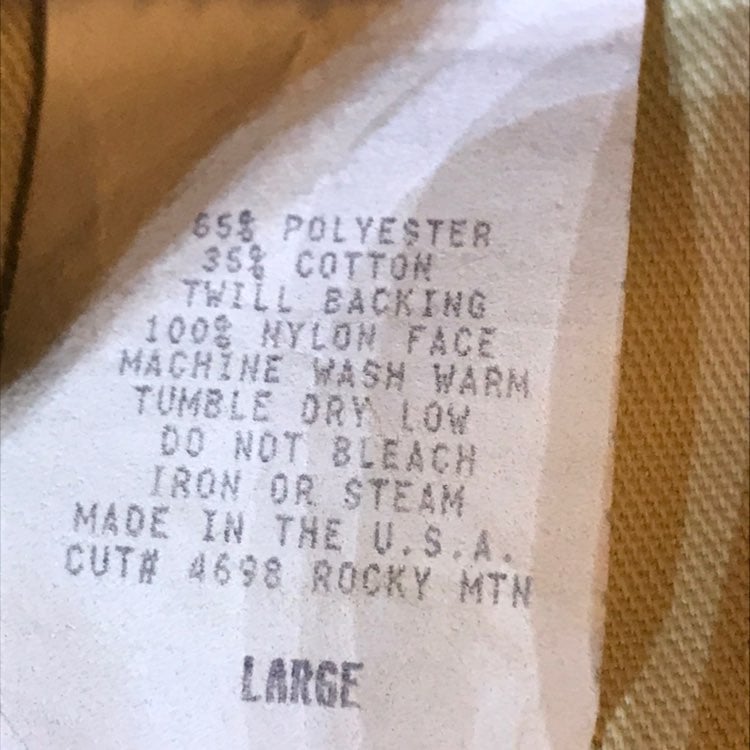 65% POLYESTER
35% COTTON
TWILL BACKING
100% NYLON FACE
MACHINE WASH WARM
TUMBLE DRY LOW
DO NOT BLEACH
IRON OR STEAM
MADE IN THE U.S.A.
CUT# 4698 ROCKY MTN
LARGE